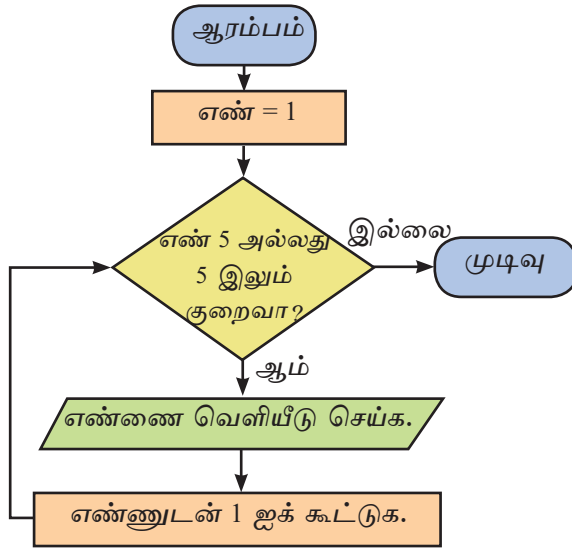 ஆரம்பம்
எண் = 1
எண் 5 அல்லது
5 இலும்
குறைவா?
இல்லை
முடிவு
ஆம்
எண்ணை வெளியீடு செய்க.
எண்ணுடன் 1 ஐக் கூட்டுக.